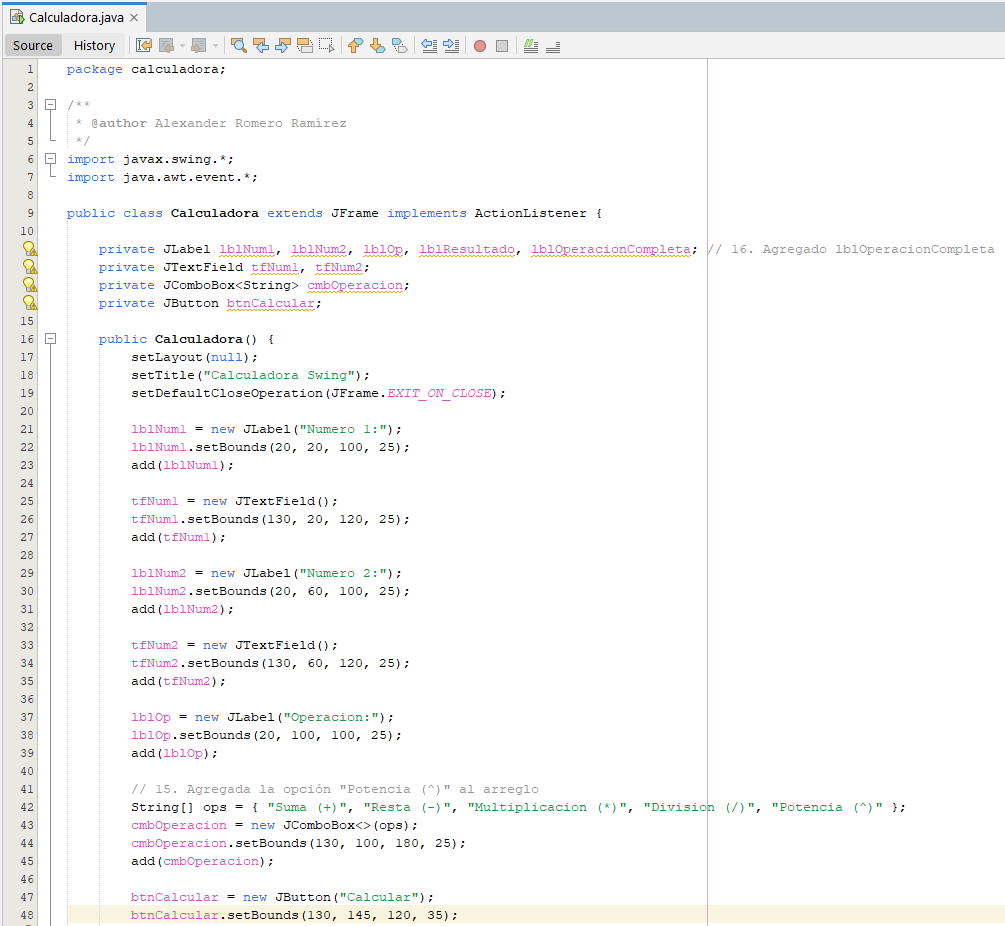 Calculadora.java
Source History
1 package calculadora;
2
3 /**
4 * @author Alexander Romero Ramírez
5 */
6 import javax.swing.*;
7 import java.awt.event.*;
8
9 public class Calculadora extends JFrame implements ActionListener {
10
private JLabel lblNum1, lblNum2, lblOp, lblResultado, lblOperacionCompleta; // 16. Agregado lblOperacionCompleta
private JTextField tfNum1, tfNum2;
private JComboBox<String> cmbOperacion;
private JButton btnCalcular;
15
16 public Calculadora() {
17 setLayout(null);
18 setTitle("Calculadora Swing");
19 setDefaultCloseOperation(JFrame.EXIT_ON_CLOSE);
20
21 lblNum1 = new JLabel("Numero 1:");
22 lblNum1.setBounds(20, 20, 100, 25);
23 add(lblNum1);
24
25 tfNum1 = new JTextField();
26 tfNum1.setBounds(130, 20, 120, 25);
27 add(tfNum1);
28
29 lblNum2 = new JLabel("Numero 2:");
30 lblNum2.setBounds(20, 60, 100, 25);
31 add(lblNum2);
32
33 tfNum2 = new JTextField();
34 tfNum2.setBounds(130, 60, 120, 25);
35 add(tfNum2);
36
37 lblOp = new JLabel("Operacion:");
38 lblOp.setBounds(20, 100, 100, 25);
39 add(lblOp);
40
41 // 15. Agregada la opción "Potencia (^)" al arreglo
42 String[] ops = { "Suma (+)", "Resta (-)", "Multiplicacion (*)", "Division (/)", "Potencia (^)" };
43 cmbOperacion = new JComboBox<>(ops);
44 cmbOperacion.setBounds(130, 100, 180, 25);
45 add(cmbOperacion);
46
47 btnCalcular = new JButton("Calcular");
48 btnCalcular.setBounds(130, 145, 120, 35);